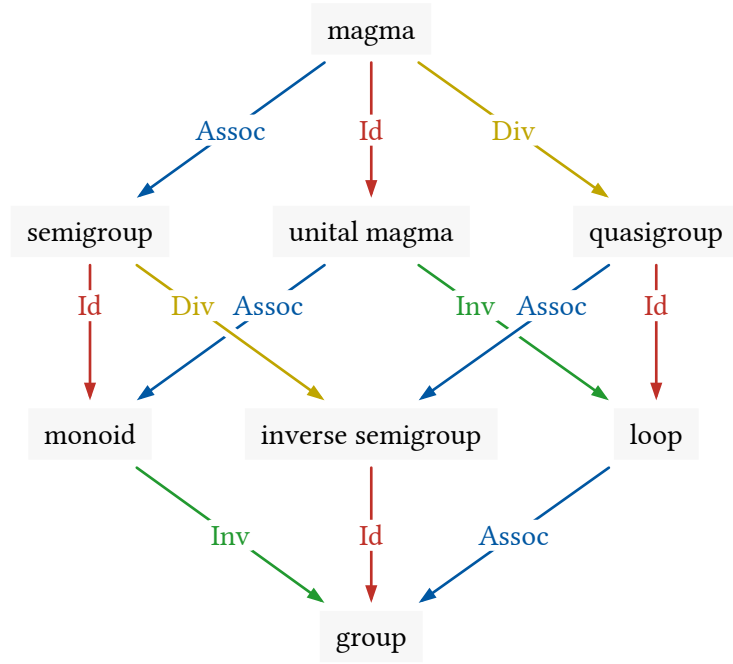 magma
Assoc Id Div
semigroup unital magma quasigroup
Id Div Assoc Inv Assoc Id
monoid inverse semigroup loop
Inv Id Assoc
group